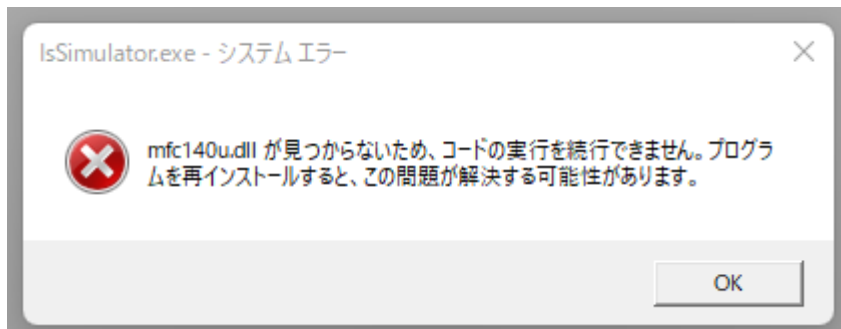 IsSimulator.exe - システム エラー
mfc140u.dll が見つからないため、コードの実行を続行できません。プログラ
ムを再インストールすると、この問題が解決する可能性があります。
OK